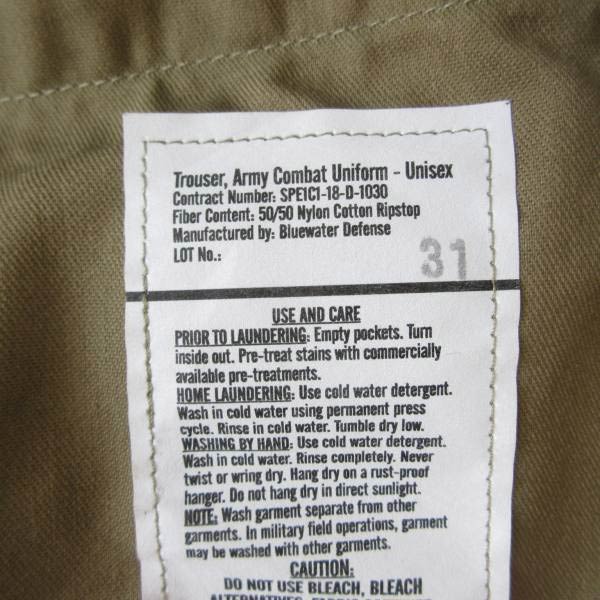 Trouser, Army Combat Uniform - Unisex
Contract Number: SPE1C1-18-D-1030
Fiber Content: 50/50 Nylon Cotton Ripstop
Manufactured by: Bluewater Defense
LOT No.:
31
USE AND CARE
PRIOR TO LAUNDERING: Empty pockets. Turn
inside out. Pre-treat stains with commercially
available pre-treatments.
HOME LAUNDERING: Use cold water detergent.
Wash in cold water using permanent press
cycle. Rinse in cold water. Tumble dry low.
WASHING BY HAND: Use cold water detergent.
Wash in cold water. Rinse completely. Never
twist or wring dry. Hang dry on a rust-proof
hanger. Do not hang dry in direct sunlight.
NOTE: Wash garment separate from other
garments. In military field operations, garment
may be washed with other garments.
CAUTION:
DO NOT USE BLEACH, BLEACH